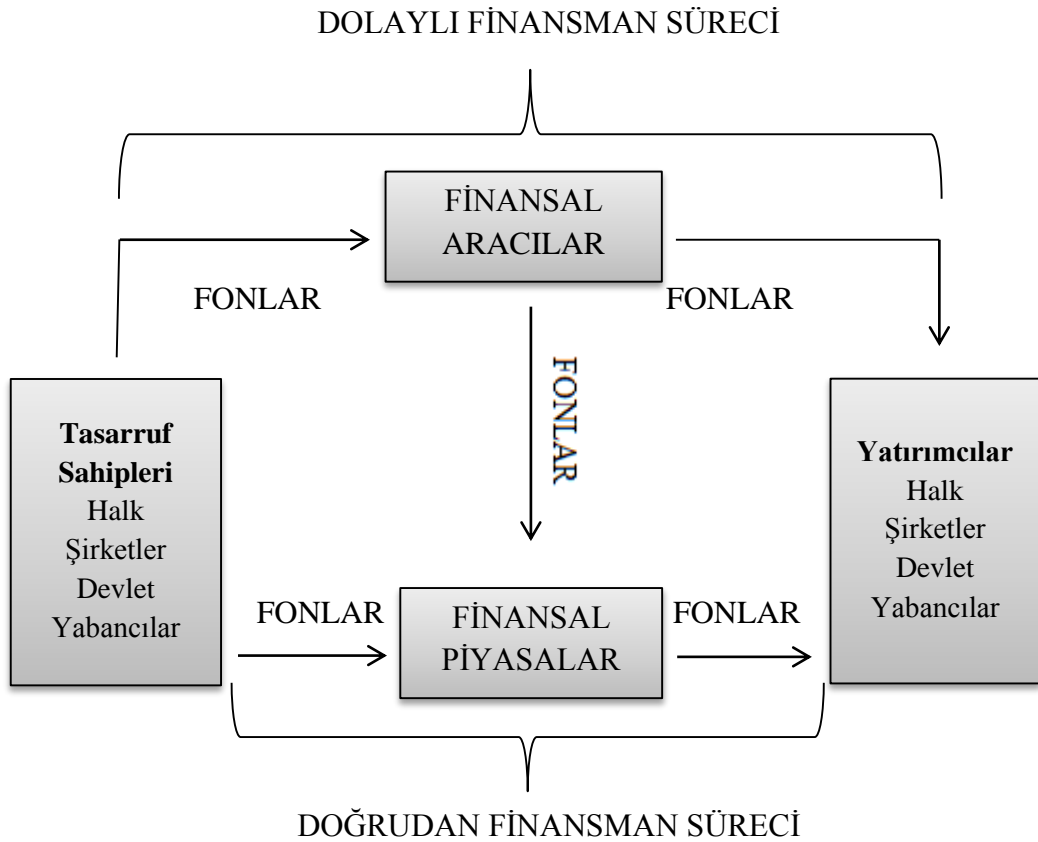 DOLAYLI FİNANSMAN SÜRECİ
FİNANSAL
ARACILAR
FONLAR
FONLAR
FONLAR
Tasarruf
Sahipleri
Halk
Şirketler
Devlet
Yabancılar
Yatırımcılar
Halk
Şirketler
Devlet
Yabancılar
FONLAR
FİNANSAL
PİYASALAR
FONLAR
DOĞRUDAN FİNANSMAN SÜRECİ